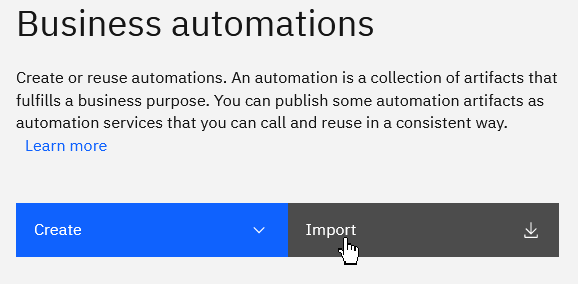 Business automations
Create or reuse automations. An automation is a collection of artifacts that
fulfills a business purpose. You can publish some automation artifacts as
automation services that you can call and reuse in a consistent way.
Learn more
Create
Import